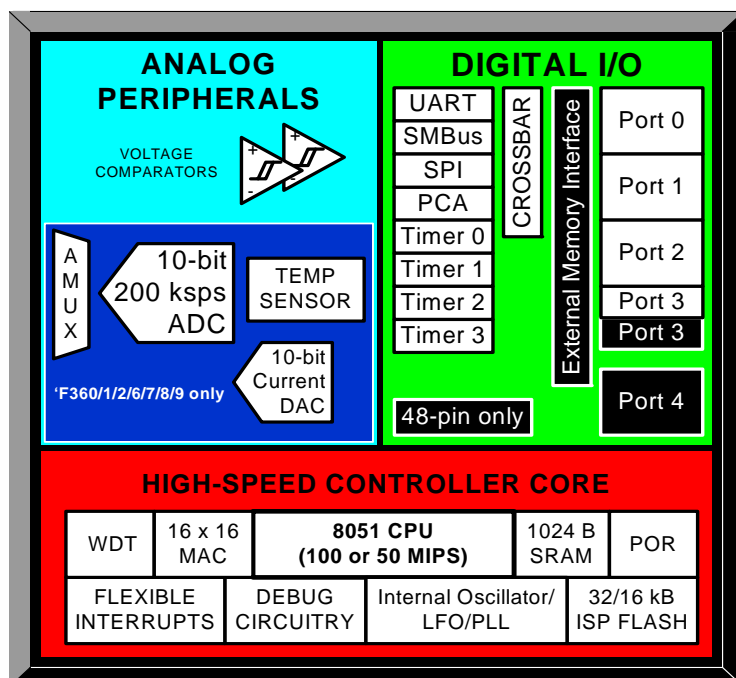 ANALOG
PERIPHERALS
VOLTAGE
COMPARATORS
+
-
+
-
A
M
U
X
10-bit
200 ksps
ADC
TEMP
SENSOR
10-bit
Current
DAC
‘F360/1/2/6/7/8/9 only
DIGITAL I/O
UART
SMBus
SPI
PCA
Timer 0
Timer 1
Timer 2
Timer 3
CROSSBAR
External Memory Interface
Port 0
Port 1
Port 2
Port 3
Port 3
Port 4
48-pin only
HIGH-SPEED CONTROLLER CORE
WDT
16 x 16
MAC
8051 CPU
(100 or 50 MIPS)
1024 B
SRAM
POR
FLEXIBLE
INTERRUPTS
DEBUG
CIRCUITRY
Internal Oscillator/
LFO/PLL
32/16 kB
ISP FLASH